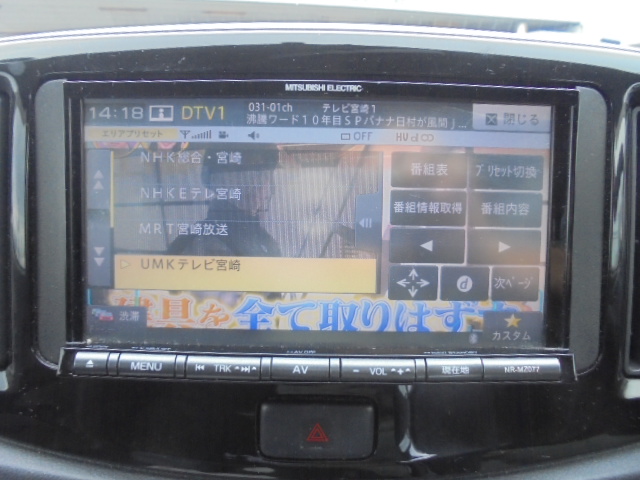 MITSUBISHI ELECTRIC
14:18 DTV1 031-01ch テレビ宮崎1
沸騰ワード10年目SPバナナ日村が風間
閉じる
エリアプリセット OFF
NHK総合・宮崎
NHKEテレ宮崎
MRT宮崎放送
UMKテレビ宮崎
番組表 プリセット切換
番組情報取得 番組内容
d 次ページ
具を全て取りはずす
渋滞 カスタム
MENU TRK AV VOL 現在地 NR-MZ077